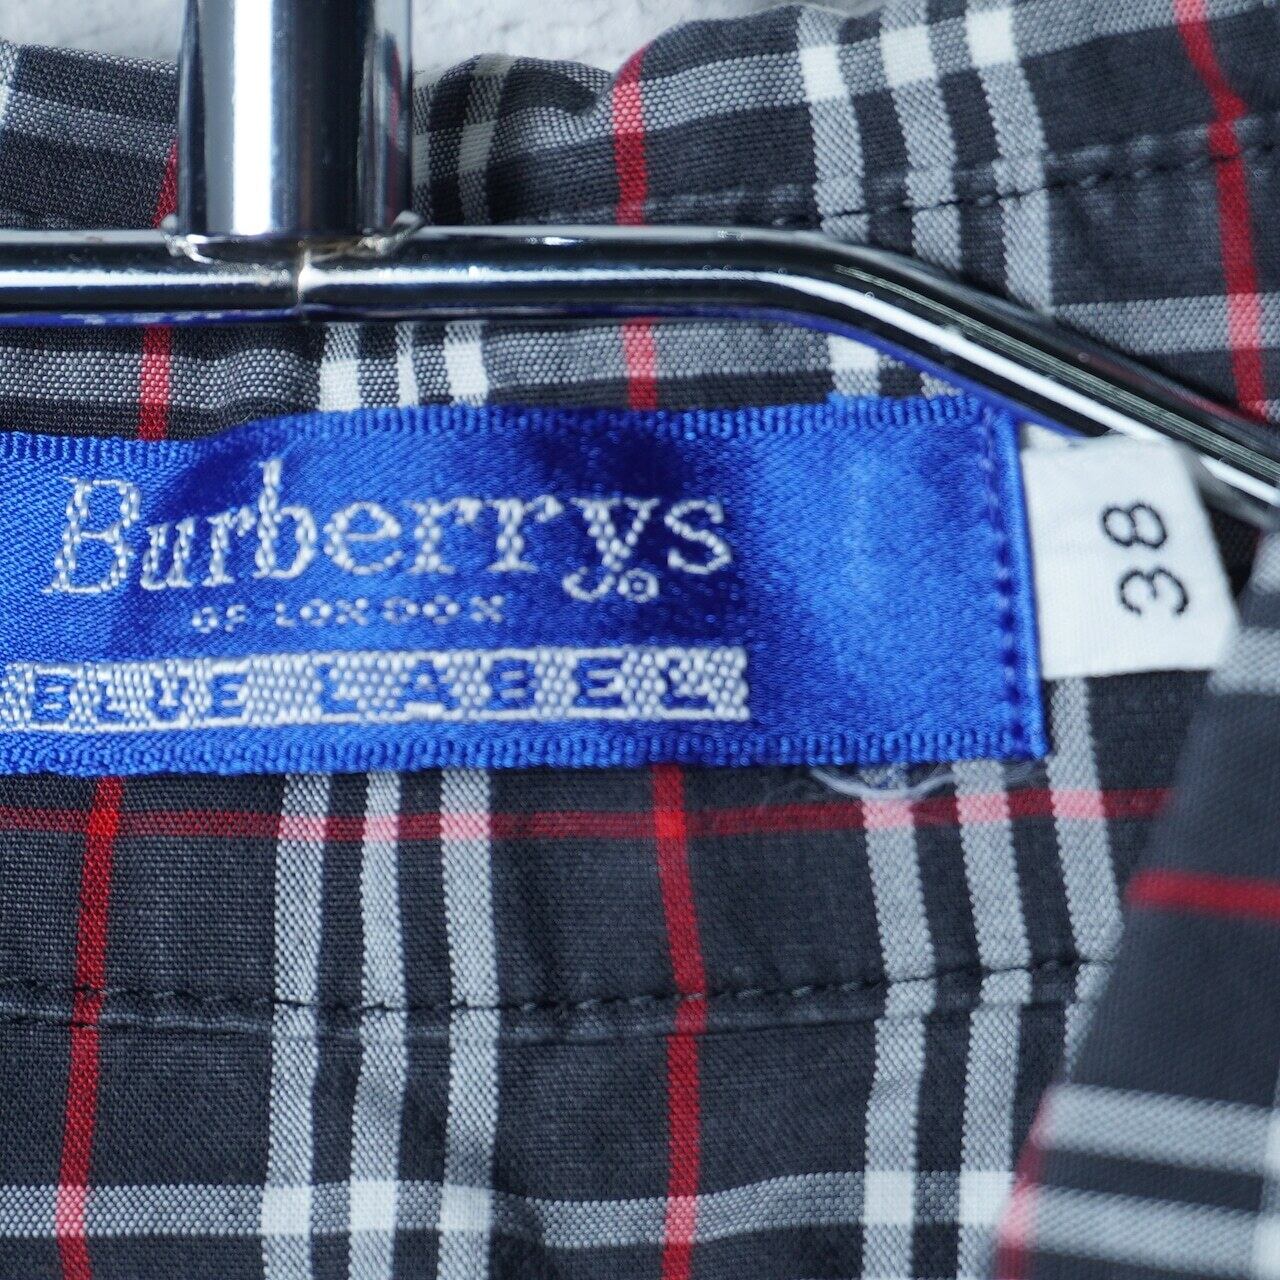 Burberrys®
OF LONDON
BLUE LABEL
38